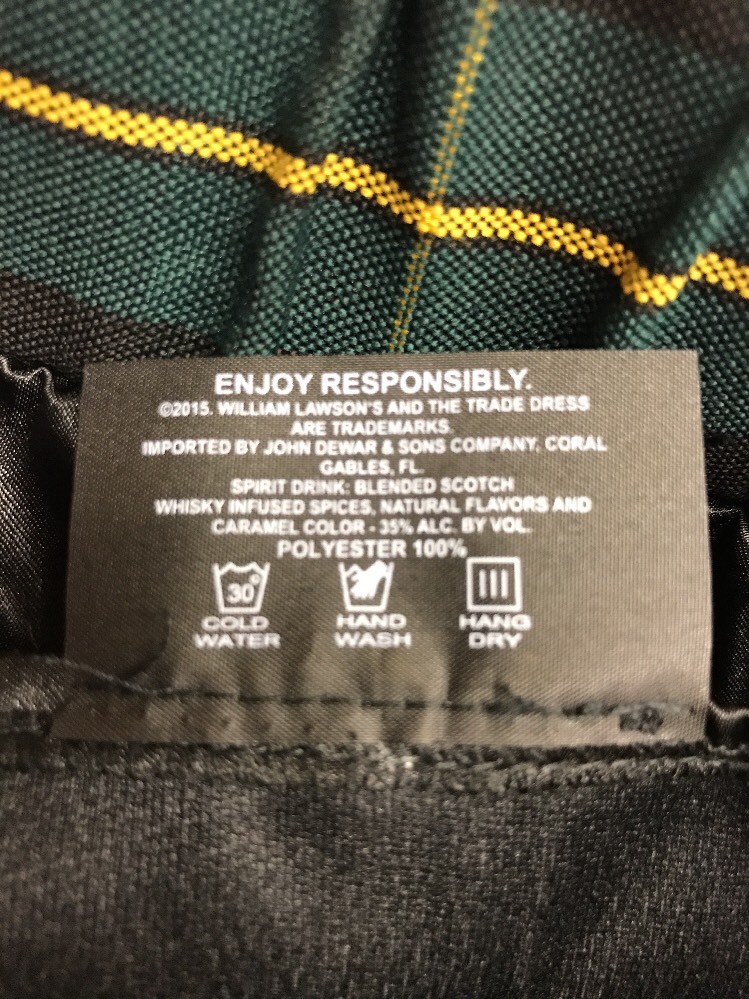 ENJOY RESPONSIBLY.
©2015. WILLIAM LAWSON'S AND THE TRADE DRESS
ARE TRADEMARKS.
IMPORTED BY JOHN DEWAR & SONS COMPANY, CORAL
GABLES, FL.
SPIRIT DRINK: BLENDED SCOTCH
WHISKY INFUSED SPICES, NATURAL FLAVORS AND
CARAMEL COLOR - 35% ALC. BY VOL.
POLYESTER 100%
30°
COLD WATER
HAND WASH
HANG DRY